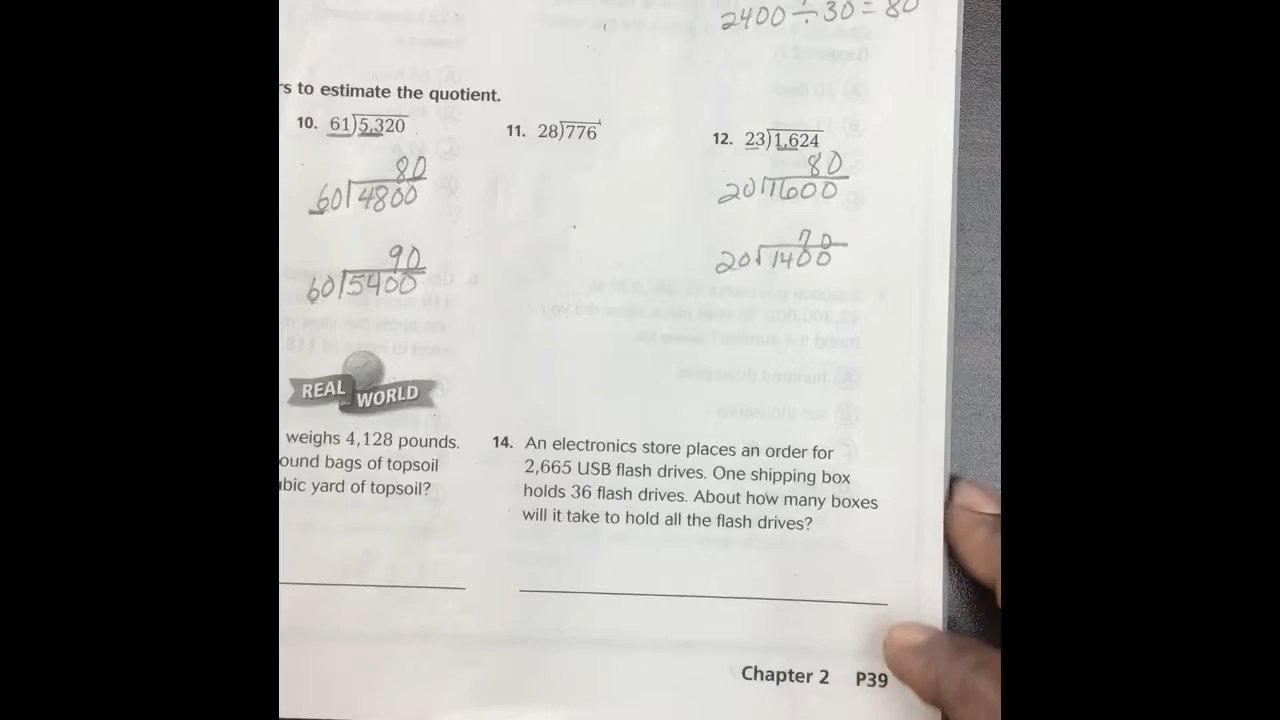 2400 ÷ 30 = 80
rs to estimate the quotient.
10. 61)5,320
11. 28)776
12. 23)1,624
80
60)4800
80
20)1600
90
60)5400
70
20)1400
REAL WORLD
weighs 4,128 pounds.
ound bags of topsoil
bic yard of topsoil?
14. An electronics store places an order for
2,665 USB flash drives. One shipping box
holds 36 flash drives. About how many boxes
will it take to hold all the flash drives?
Chapter 2 P39